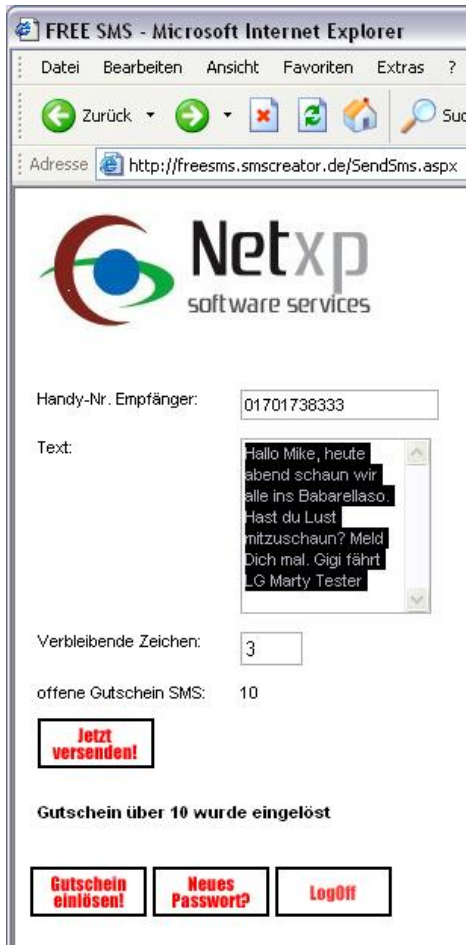 FREE SMS - Microsoft Internet Explorer
Datei Bearbeiten Ansicht Favoriten Extras ?
Zurück Suc
Adresse http://freesms.smscreator.de/SendSms.aspx
Netxp
software services
Handy-Nr. Empfänger: 01701738333
Text: Hallo Mike, heute
abend schaun wir
alle ins Babarellaso.
Hast du Lust
mitzuschaun? Meld
Dich mal. Gigi fährt
LG Marty Tester
Verbleibende Zeichen: 3
offene Gutschein SMS: 10
Jetzt
versenden!
Gutschein über 10 wurde eingelöst
Gutschein
einlösen!
Neues
Passwort?
LogOff